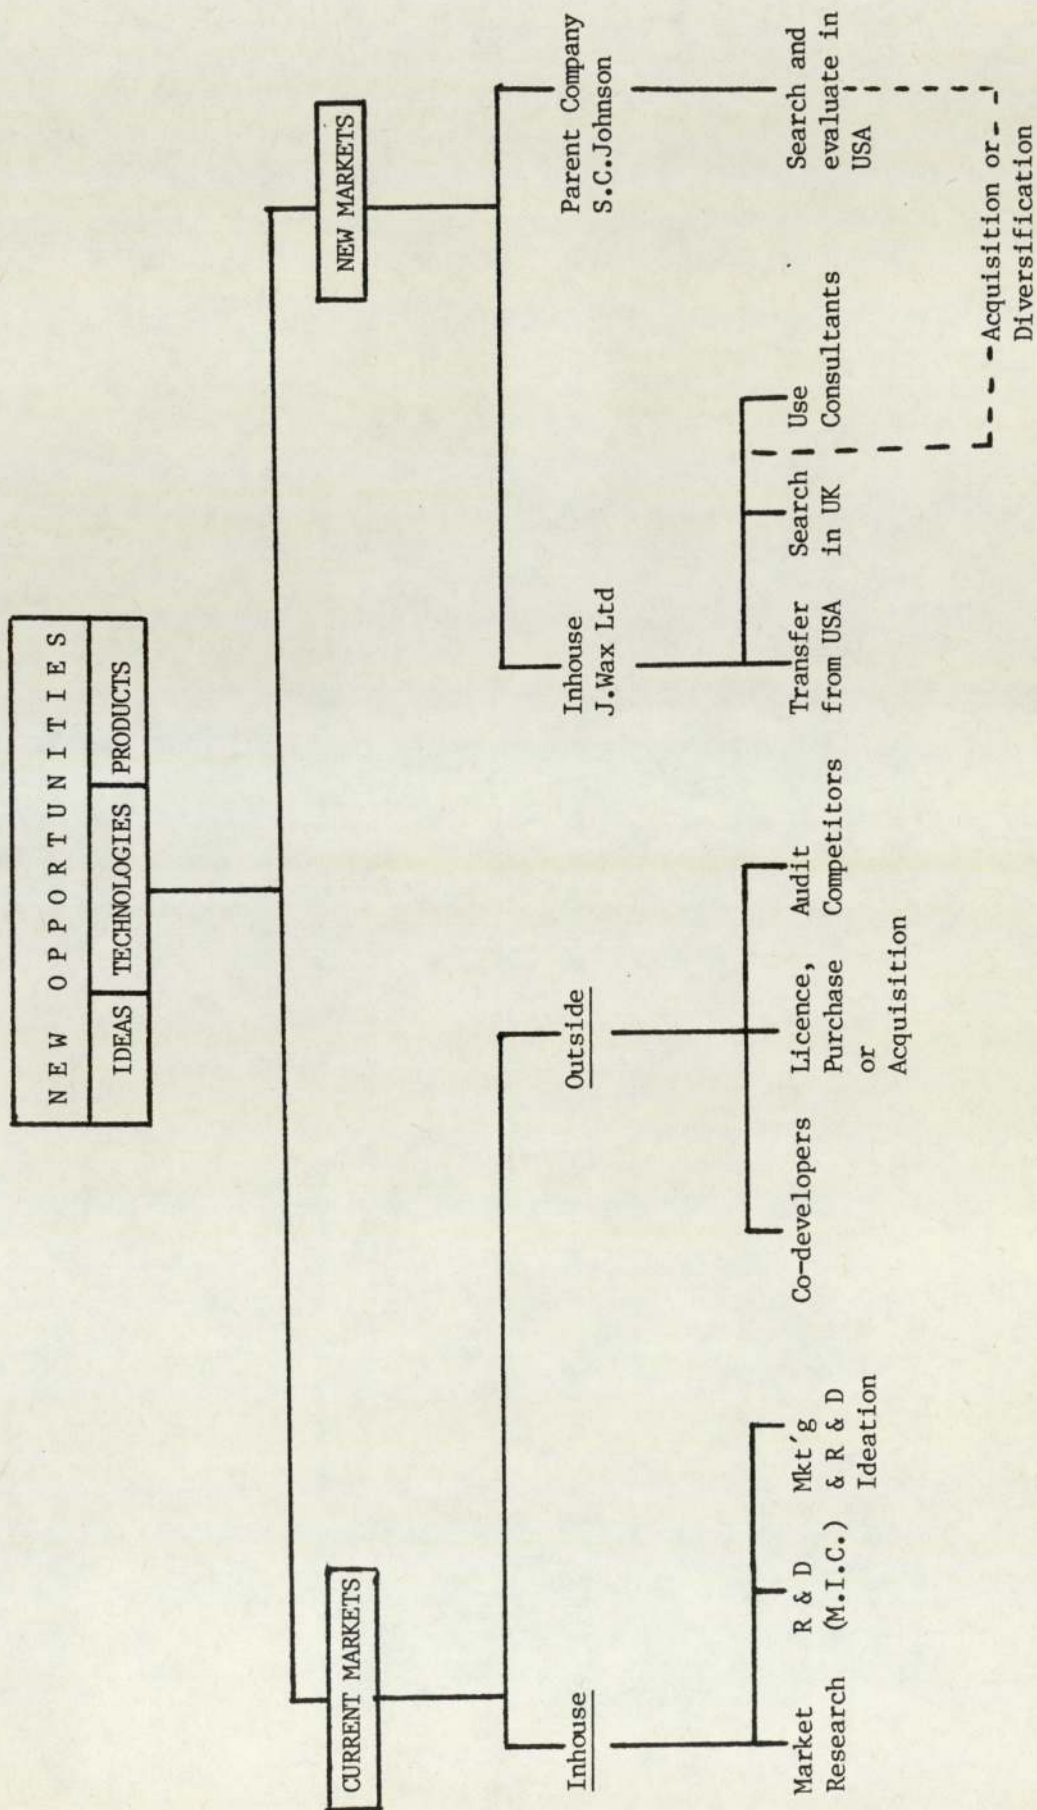 NEW OPPORTUNITIES
IDEAS TECHNOLOGIES PRODUCTS
CURRENT MARKETS
NEW MARKETS
Inhouse
Outside
Inhouse
J.Wax Ltd
Parent Company
S.C.Johnson
Market
Research
R & D
(M.I.C.)
Mkt'g
& R & D
Ideation
Co-developers
Licence,
Purchase
or
Acquisition
Audit
Competitors
Transfer
from USA
Search
in UK
Use
Consultants
Search and
evaluate in
USA
Acquisition or
Diversification